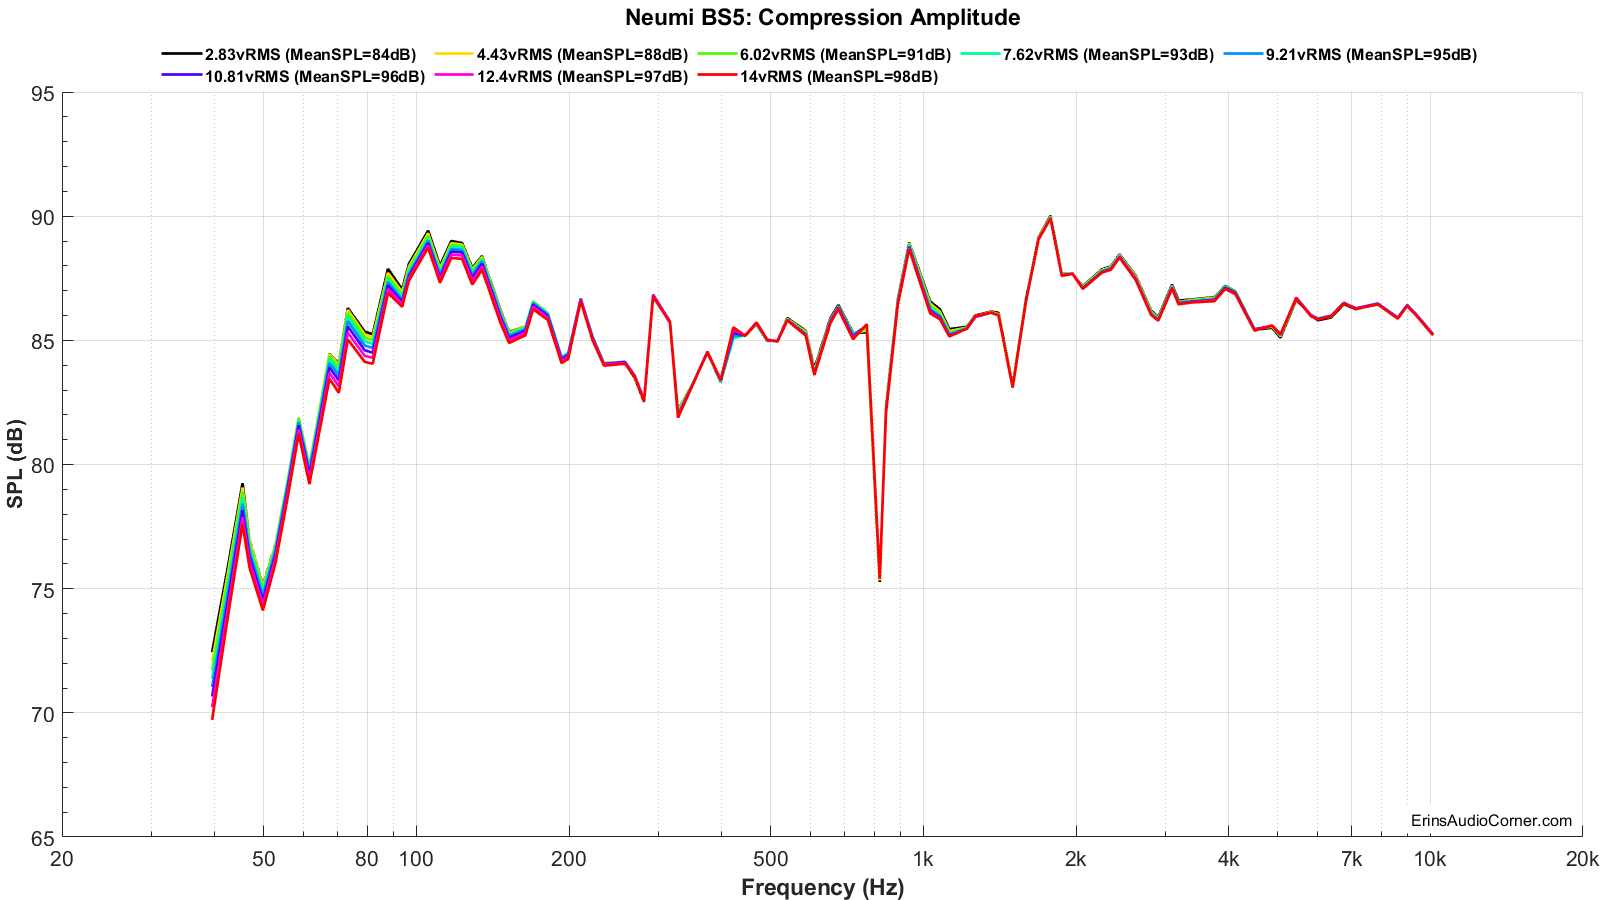 Neumi BS5: Compression Amplitude
2.83vRMS (MeanSPL=84dB) 4.43vRMS (MeanSPL=88dB) 6.02vRMS (MeanSPL=91dB) 7.62vRMS (MeanSPL=93dB) 9.21vRMS (MeanSPL=95dB)
10.81vRMS (MeanSPL=96dB) 12.4vRMS (MeanSPL=97dB) 14vRMS (MeanSPL=98dB)
95
90
85
80
75
70
65
SPL (dB)
ErinsAudioCorner.com
20 50 80 100 200 500 1k 2k 4k 7k 10k 20k
Frequency (Hz)